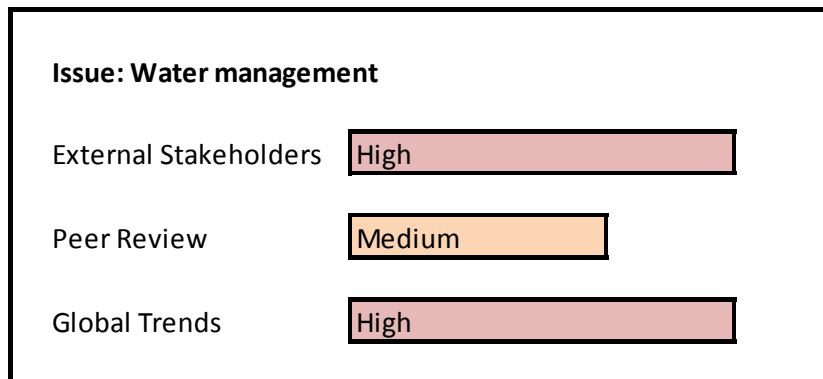 Issue: Water management
External Stakeholders High
Peer Review Medium
Global Trends High